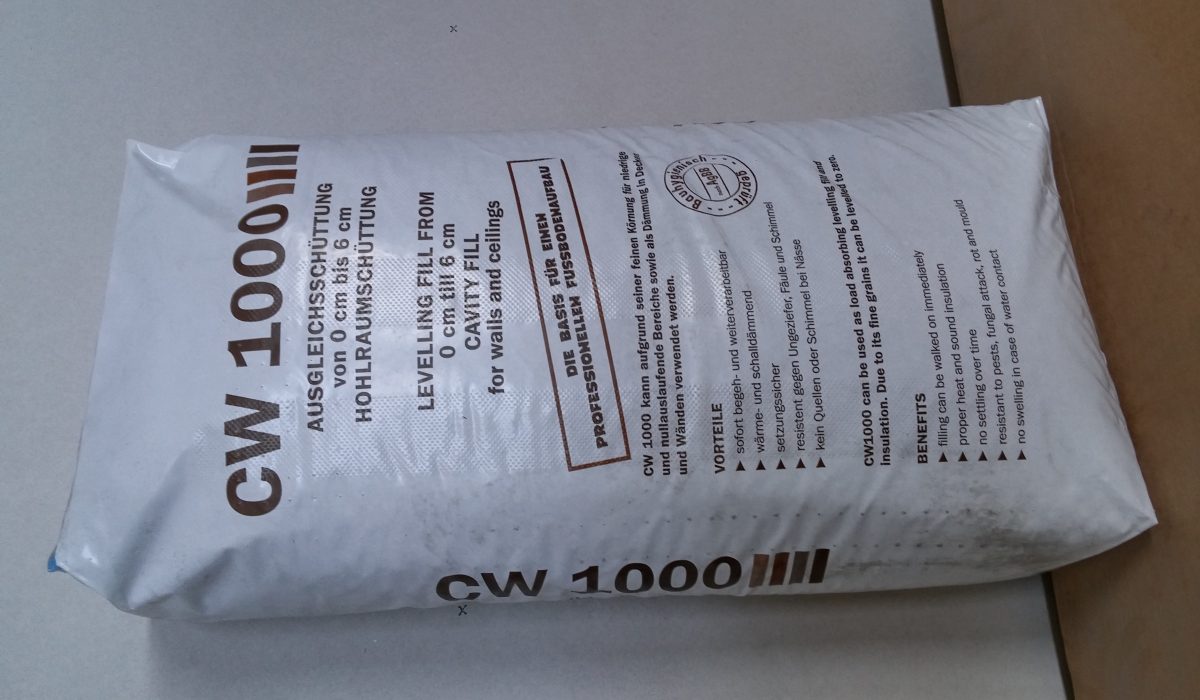 CW 1000
AUSGLEICHSSCHÜTTUNG
von 0 cm bis 6 cm
HOHLRAUMSCHÜTTUNG
LEVELLING FILL FROM
0 cm till 6 cm
CAVITY FILL
for walls and ceilings
DIE BASIS FÜR EINEN
PROFESSIONELLEN FUSSBODENAUFBAU
CW 1000 kann aufgrund seiner feinen Körnung für niedrige
und nullauslaufende Bereiche sowie als Dämmung in Decken
und Wänden verwendet werden.
Bauhygienisch
nach AgBB
geprüft
VORTEILE
sofort begeh- und weiterverarbeitbar
wärme- und schalldämmend
setzungssicher
resistent gegen Ungeziefer, Fäule und Schimmel
kein Quellen oder Schimmel bei Nässe
CW1000 can be used as load absorbing levelling fill and
insulation. Due to its fine grains it can be levelled to zero.
BENEFITS
filling can be walked on immediately
proper heat and sound insulation
no settling over time
resistant to pests, fungal attack, rot and mould
no swelling in case of water contact
CW 1000
x
x